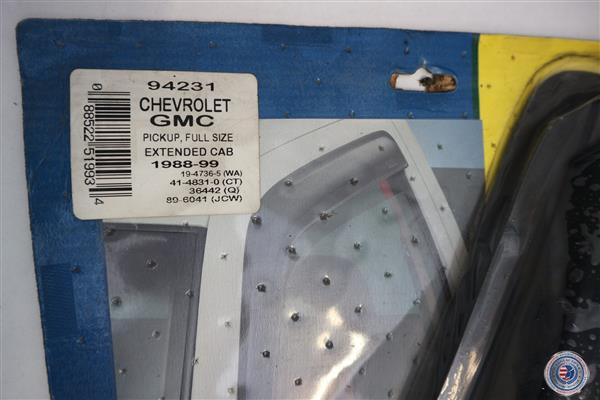 94231
CHEVROLET
GMC
PICKUP, FULL SIZE
EXTENDED CAB
1988-99
19-4736-5 (WA)
41-4831-0 (CT)
36442 (Q)
89-6041 (JCW)
0 88522 51993 4